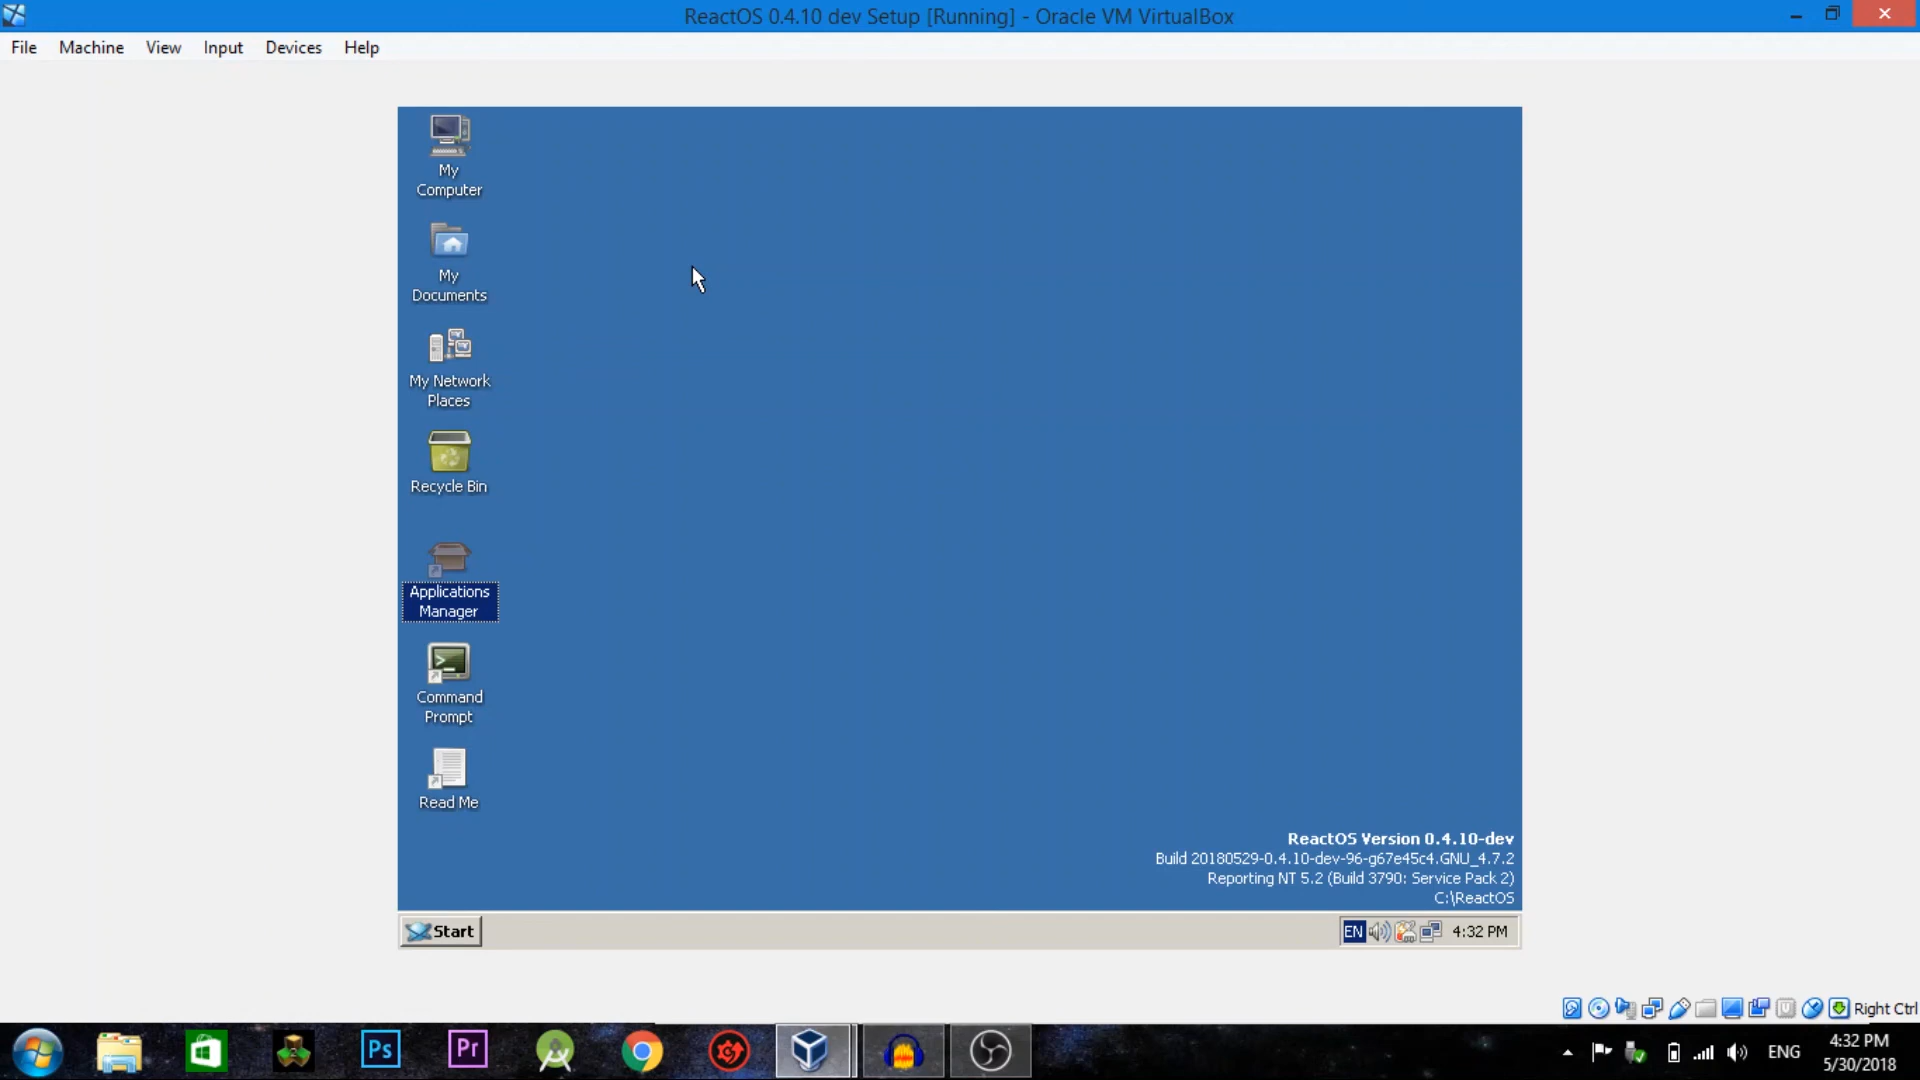 ReactOS 0.4.10 dev Setup [Running] - Oracle VM VirtualBox
File Machine View Input Devices Help
My
Computer
My
Documents
My Network
Places
Recycle Bin
Applications
Manager
Command
Prompt
Read Me
ReactOS Version 0.4.10-dev
Build 20180529-0.4.10-dev-96-g67e45c4.GNU_4.7.2
Reporting NT 5.2 (Build 3790: Service Pack 2)
C:\ReactOS
Start
EN
4:32 PM
Right Ctrl
Ps
Pr
ENG
4:32 PM
5/30/2018